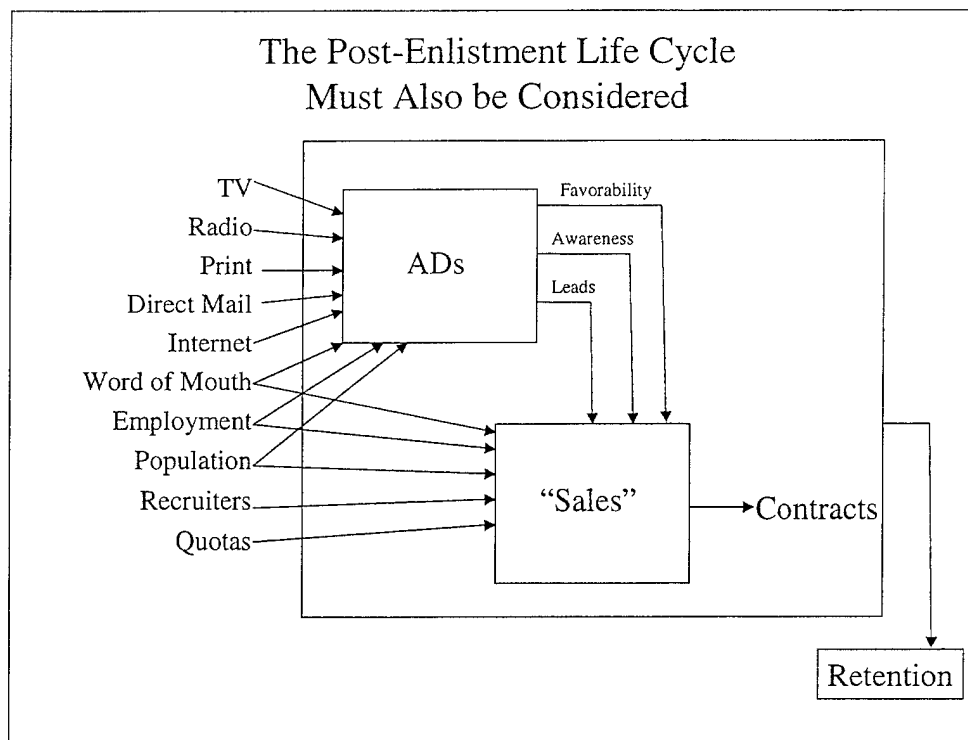 The Post-Enlistment Life Cycle
Must Also be Considered
TV
Radio
Print
Direct Mail
Internet
Word of Mouth
Employment
Population
Recruiters
Quotas
ADs
Favorability
Awareness
Leads
“Sales”
Contracts
Retention